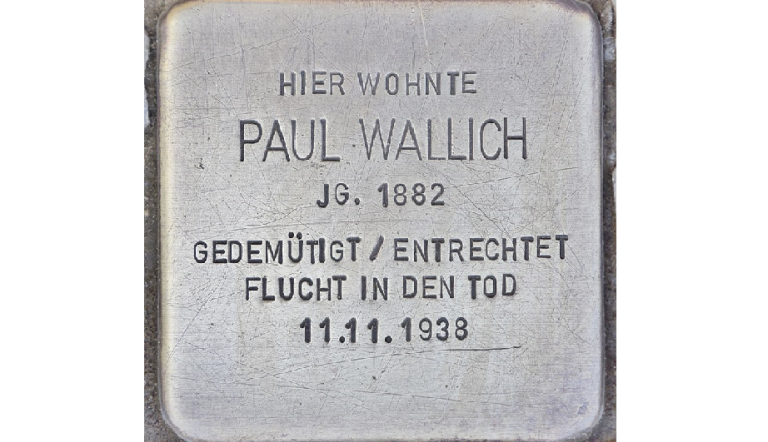 HIER WOHNTE
PAUL WALLICH
JG. 1882
GEDEMÜTIGT / ENTRECHTET
FLUCHT IN DEN TOD
11.11.1938